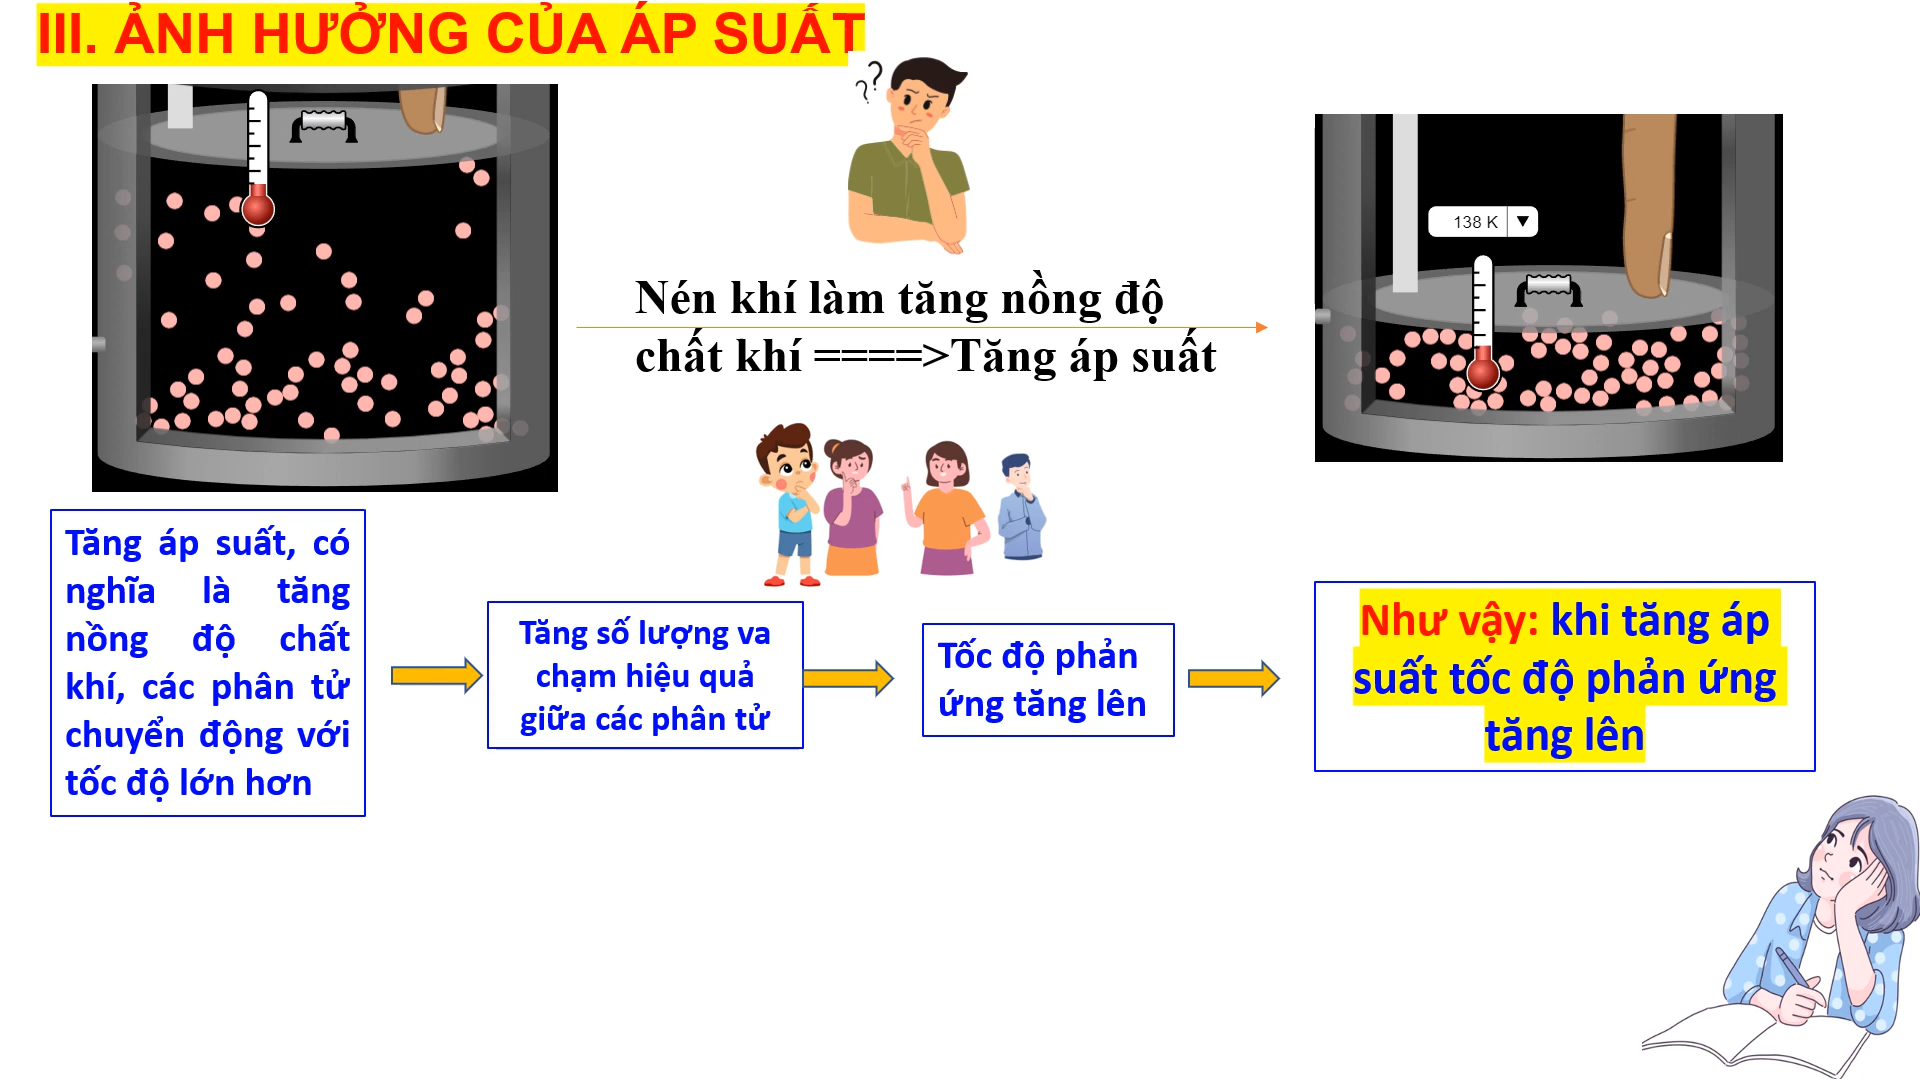 III. ẢNH HƯỞNG CỦA ÁP SUẤT
??
138 K
Nén khí làm tăng nồng độ
chất khí ====>Tăng áp suất
Tăng áp suất, có
nghĩa là tăng
nồng độ chất
khí, các phân tử
chuyển động với
tốc độ lớn hơn
Tăng số lượng va
chạm hiệu quả
giữa các phân tử
Tốc độ phản
ứng tăng lên
Như vậy: khi tăng áp
suất tốc độ phản ứng
tăng lên